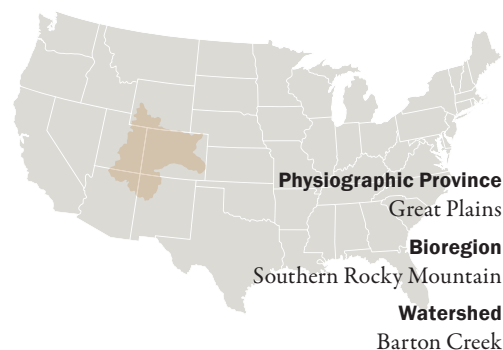 Physiographic Province
Great Plains
Bioregion
Southern Rocky Mountain
Watershed
Barton Creek